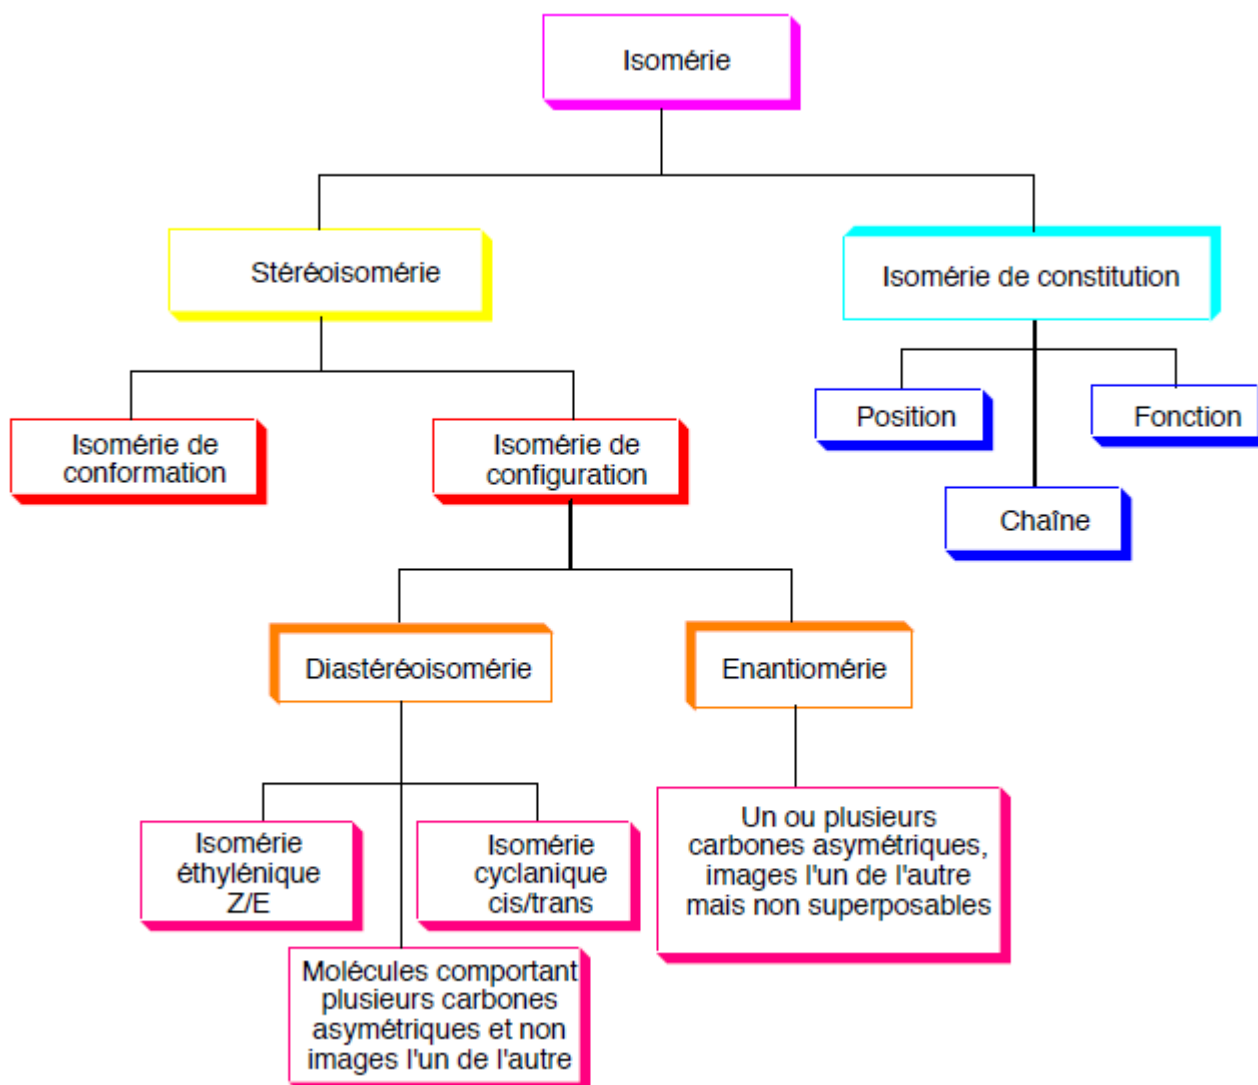 Isomérie
Stéréoisomérie
Isomérie de constitution
Position
Fonction
Isomérie de
conformation
Isomérie de
configuration
Chaîne
Diastéréoisomérie
Enantiomérie
Isomérie
éthylénique
Z/E
Isomérie
cyclanique
cis/trans
Un ou plusieurs
carbones asymétriques,
images l'un de l'autre
mais non superposables
Molécules comportant
plusieurs carbones
asymétriques et non
images l'un de l'autre